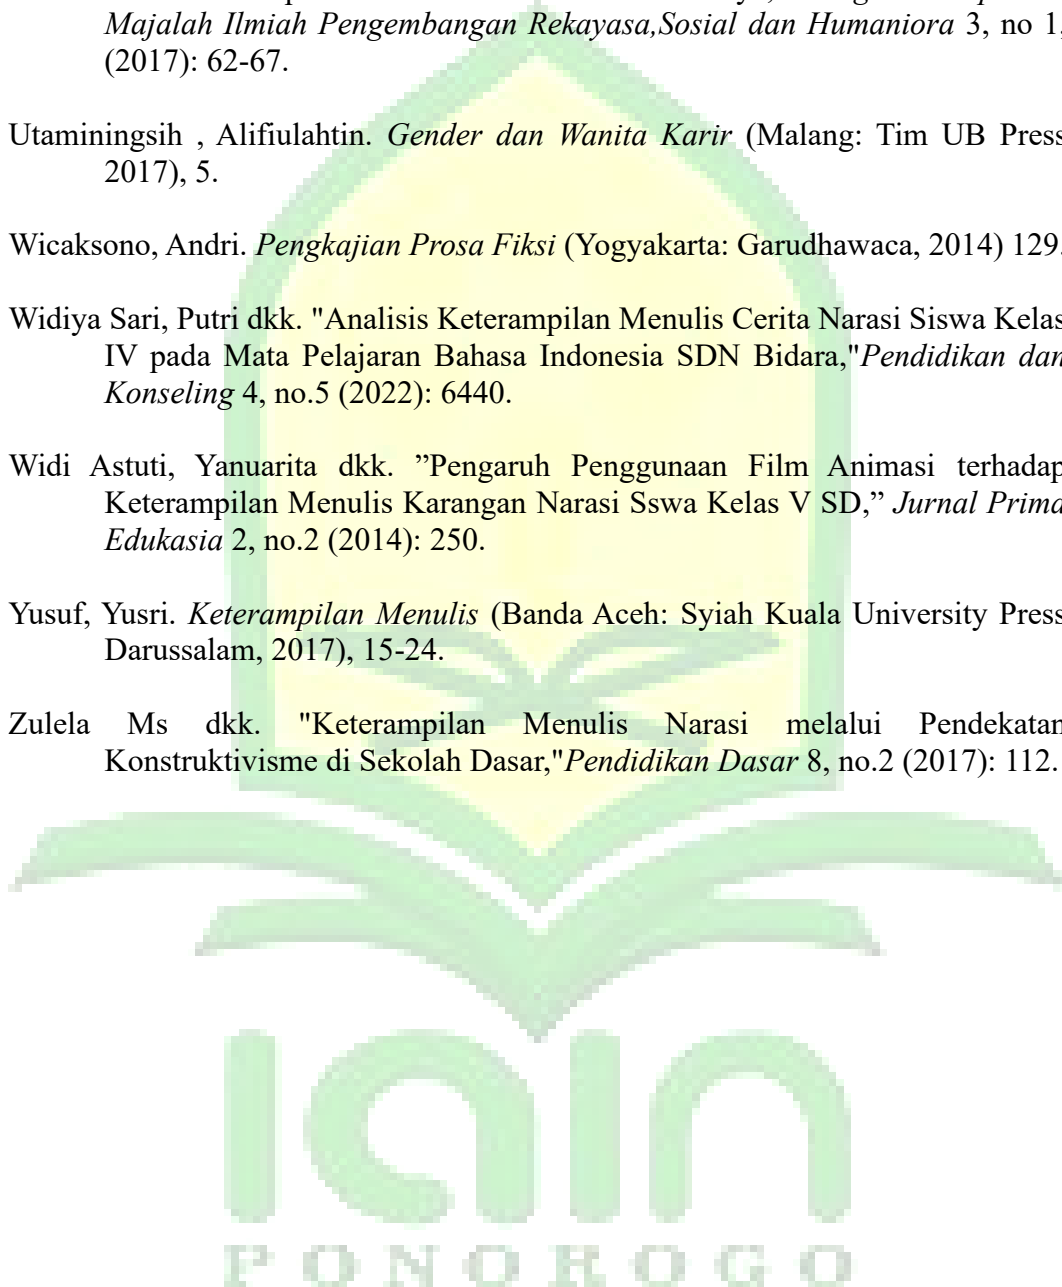 Majalah Ilmiah Pengembangan Rekayasa,Sosial dan Humaniora 3, no 1,
(2017): 62-67.
Utaminingsih , Alifiulahtin. Gender dan Wanita Karir (Malang: Tim UB Press
2017), 5.
Wicaksono, Andri. Pengkajian Prosa Fiksi (Yogyakarta: Garudhawaca, 2014) 129.
Widiya Sari, Putri dkk. "Analisis Keterampilan Menulis Cerita Narasi Siswa Kelas
IV pada Mata Pelajaran Bahasa Indonesia SDN Bidara,"Pendidikan dan
Konseling 4, no.5 (2022): 6440.
Widi Astuti, Yanuarita dkk. ”Pengaruh Penggunaan Film Animasi terhadap
Keterampilan Menulis Karangan Narasi Sswa Kelas V SD,” Jurnal Prima
Edukasia 2, no.2 (2014): 250.
Yusuf, Yusri. Keterampilan Menulis (Banda Aceh: Syiah Kuala University Press
Darussalam, 2017), 15-24.
Zulela Ms dkk. "Keterampilan Menulis Narasi melalui Pendekatan
Konstruktivisme di Sekolah Dasar,"Pendidikan Dasar 8, no.2 (2017): 112.
iain
PONOROGO